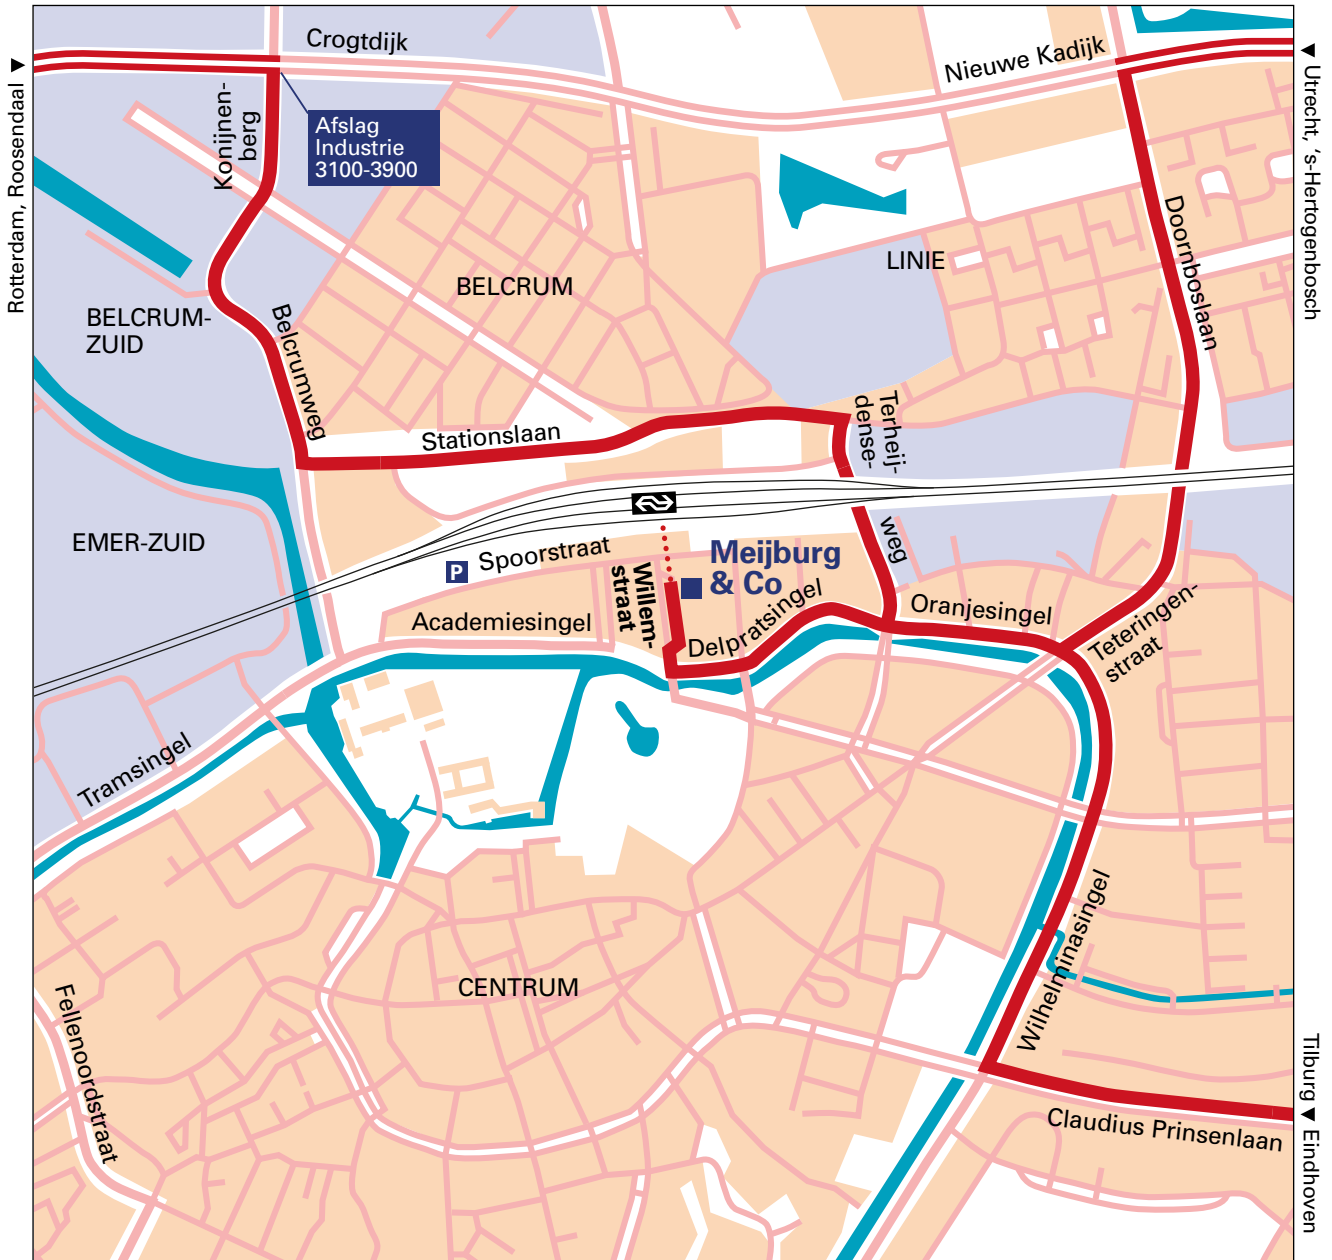 Crogtdijk
Nieuwe Kadijk
Rotterdam, Roosendaal ▼
▼ Utrecht, 's-Hertogenbosch
Konijnen-
berg
Afslag
Industrie
3100-3900
Doornboslaan
LINIE
BELCRUM
BELCRUM-
ZUID
Belcrumweg
Stationslaan
Terheij-
dense-
weg
EMER-ZUID
P
Spoorstraat
Willem-
straat
Meijburg
& Co
Academiesingel
Delpratsingel
Oranjesingel
Teteringen-
straat
Tramsingel
Wilhelminasingel
CENTRUM
Fellenoordstraat
Claudius Prinsenlaan
Tilburg ▼ Eindhoven